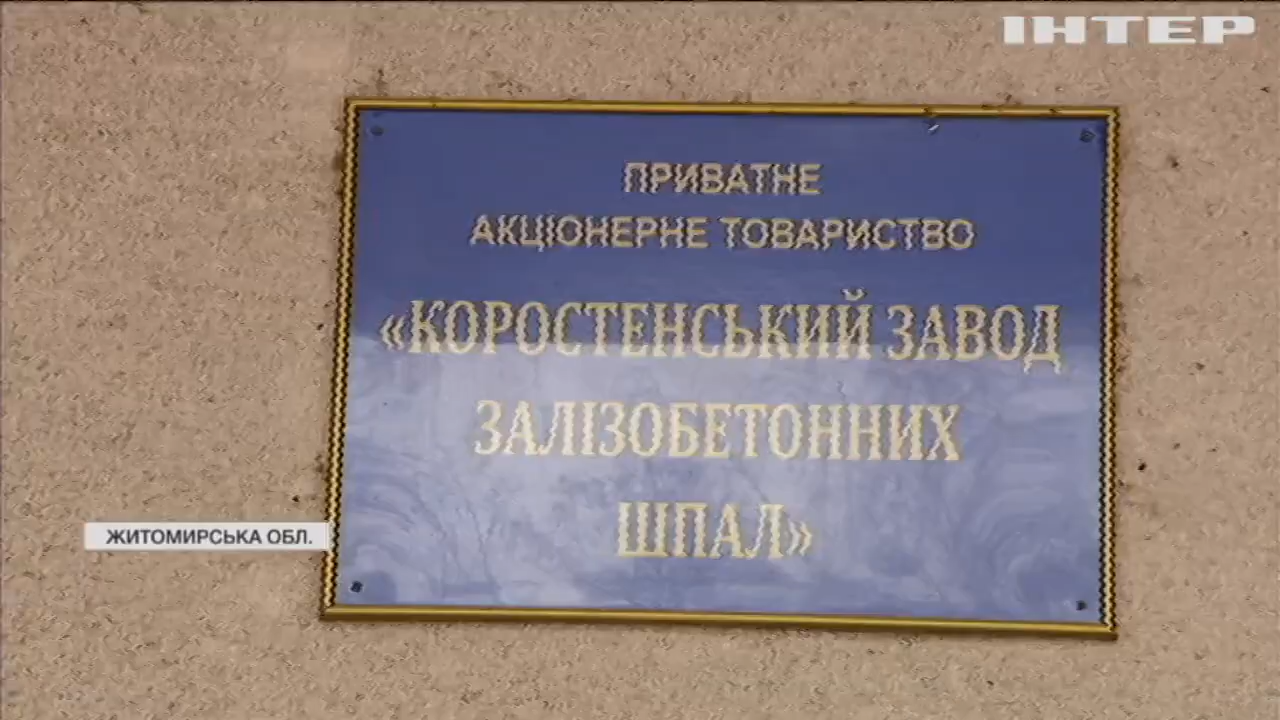 ІНТЕР
ПРИВАТНЕ
АКЦІОНЕРНЕ ТОВАРИСТВО
«КОРОСТЕНСЬКИЙ ЗАВОД
ЗАЛІЗОБЕТОННИХ
ШПАЛ»
ЖИТОМИРСЬКА ОБЛ.